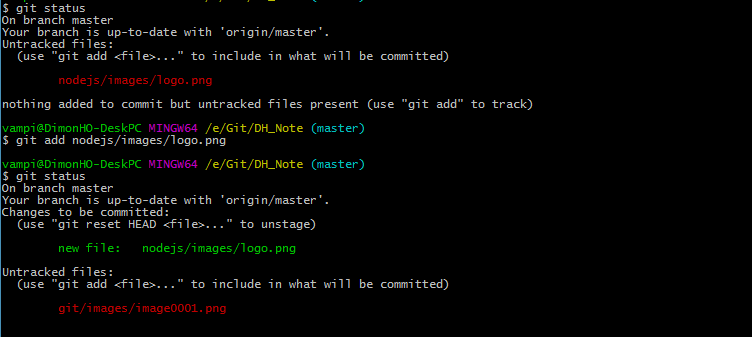 $ git status
On branch master
Your branch is up-to-date with 'origin/master'.
Untracked files:
  (use "git add <file>..." to include in what will be committed)
        nodejs/images/logo.png
nothing added to commit but untracked files present (use "git add" to track)
vampi@DimonHO-DeskPC MINGW64 /e/Git/DH_Note (master)
$ git add nodejs/images/logo.png
vampi@DimonHO-DeskPC MINGW64 /e/Git/DH_Note (master)
$ git status
On branch master
Your branch is up-to-date with 'origin/master'.
Changes to be committed:
  (use "git reset HEAD <file>..." to unstage)
        new file:   nodejs/images/logo.png
Untracked files:
  (use "git add <file>..." to include in what will be committed)
        git/images/image0001.png